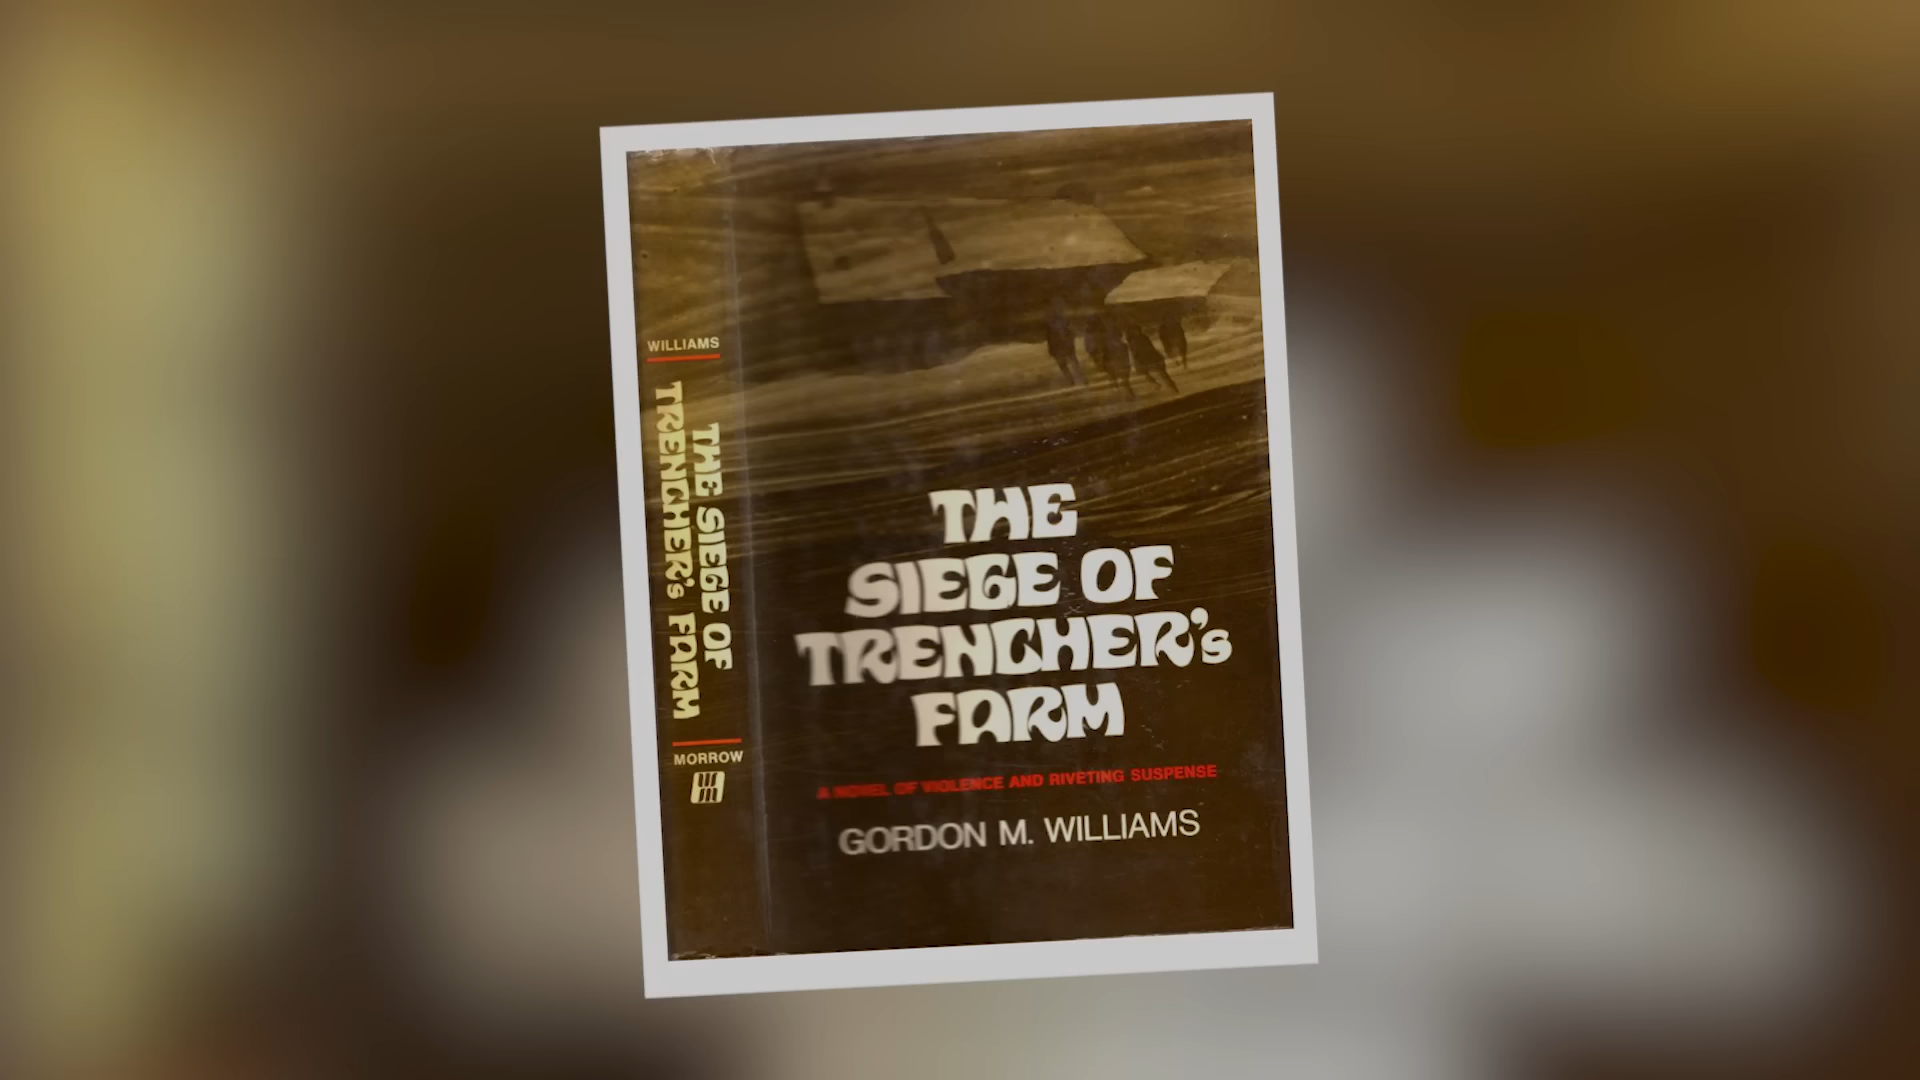 WILLIAMS
THE SIEGE OF
TRENCHER's FARM
MORROW
THE
SIEGE OF
TRENCHER's
FARM
A NOVEL OF VIOLENCE AND RIVETING SUSPENSE
GORDON M. WILLIAMS